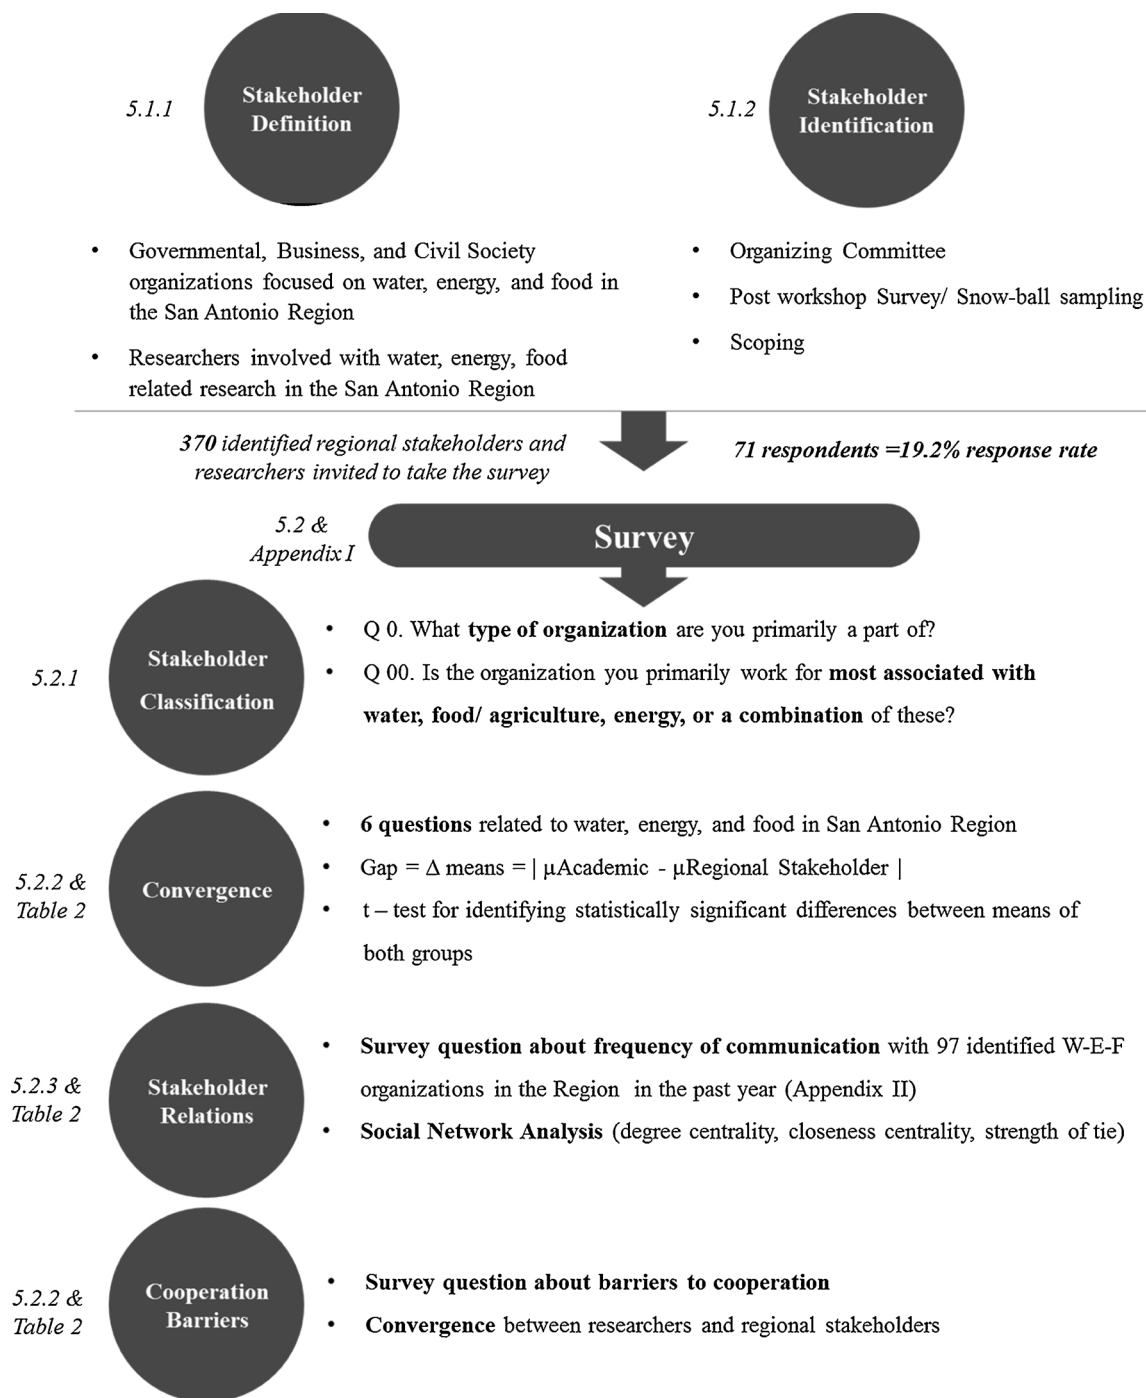 5.1.1
Stakeholder
Definition
5.1.2
Stakeholder
Identification
• Governmental, Business, and Civil Society
organizations focused on water, energy, and food in
the San Antonio Region
• Researchers involved with water, energy, food
related research in the San Antonio Region
• Organizing Committee
• Post workshop Survey/ Snow-ball sampling
• Scoping
370 identified regional stakeholders and
researchers invited to take the survey
71 respondents =19.2% response rate
5.2 &
Appendix I
Survey
5.2.1
Stakeholder
Classification
• Q 0. What type of organization are you primarily a part of?
• Q 00. Is the organization you primarily work for most associated with
water, food/ agriculture, energy, or a combination of these?
5.2.2 &
Table 2
Convergence
• 6 questions related to water, energy, and food in San Antonio Region
• Gap = Δ means = | μAcademic - μRegional Stakeholder |
• t – test for identifying statistically significant differences between means of
both groups
5.2.3 &
Table 2
Stakeholder
Relations
• Survey question about frequency of communication with 97 identified W-E-F
organizations in the Region in the past year (Appendix II)
• Social Network Analysis (degree centrality, closeness centrality, strength of tie)
5.2.2 &
Table 2
Cooperation
Barriers
• Survey question about barriers to cooperation
• Convergence between researchers and regional stakeholders